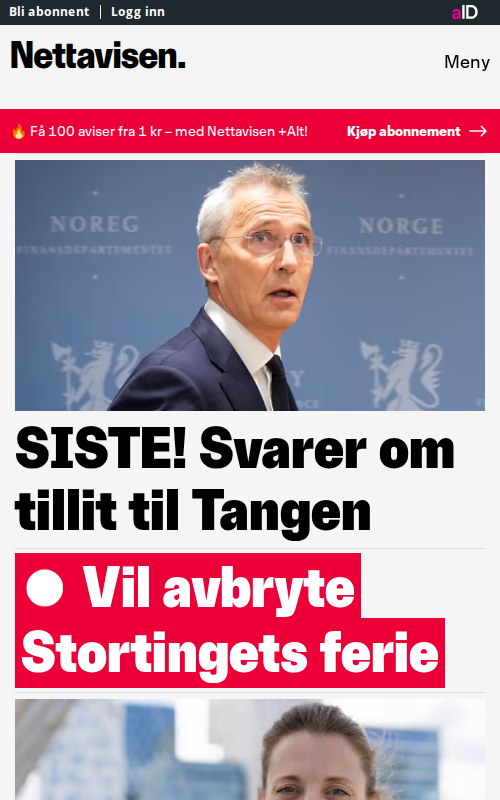 Bli abonnent | Logg inn
aID
Nettavisen.
Meny
🔥 Få 100 aviser fra 1 kr – med Nettavisen +Alt!
Kjøp abonnement →
NOREG
FINANSDEPARTEMENTET
NORGE
FINANSDEPARTEMENTET
SISTE! Svarer om
tillit til Tangen
● Vil avbryte
Stortingets ferie